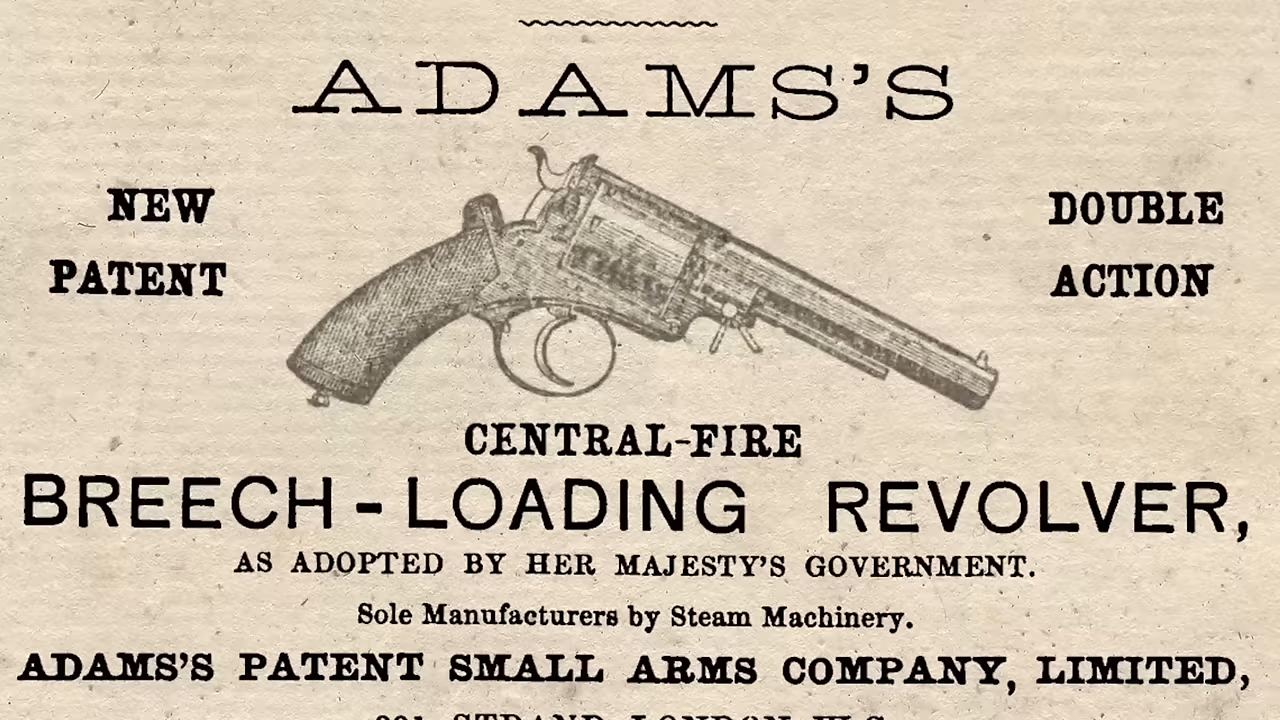 ADAMS'S
NEW
PATENT
DOUBLE
ACTION
CENTRAL-FIRE
BREECH-LOADING REVOLVER,
AS ADOPTED BY HER MAJESTY'S GOVERNMENT.
Sole Manufacturers by Steam Machinery.
ADAMS'S PATENT SMALL ARMS COMPANY, LIMITED,
STRAND, LONDON